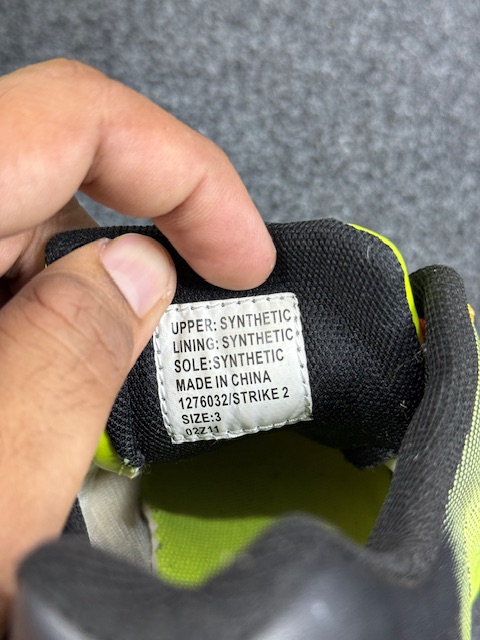 UPPER: SYNTHETIC
LINING: SYNTHETIC
SOLE:SYNTHETIC
MADE IN CHINA
1276032/STRIKE 2
SIZE:3
02Z11